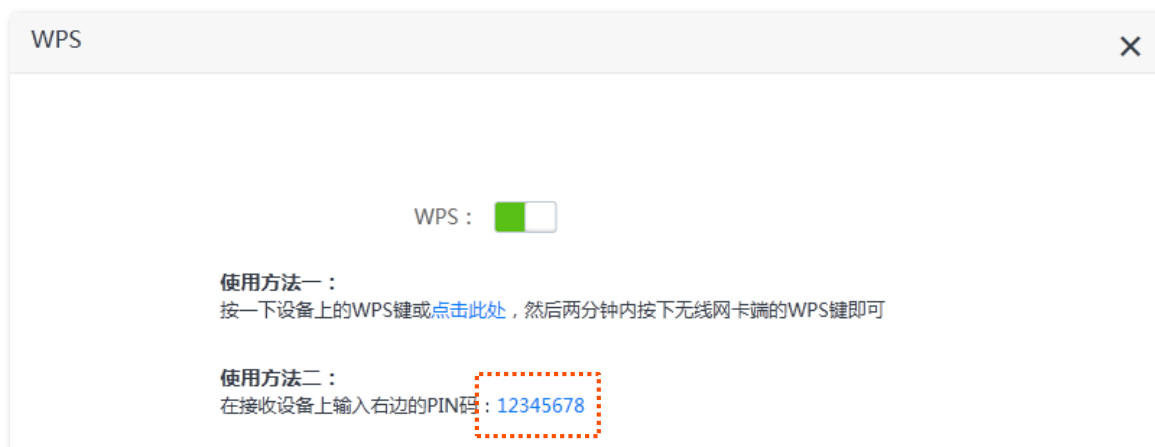 WPS
WPS：
使用方法一：
按一下设备上的WPS键或点击此处，然后两分钟内按下无线网卡端的WPS键即可
使用方法二：
在接收设备上输入右边的PIN码：12345678